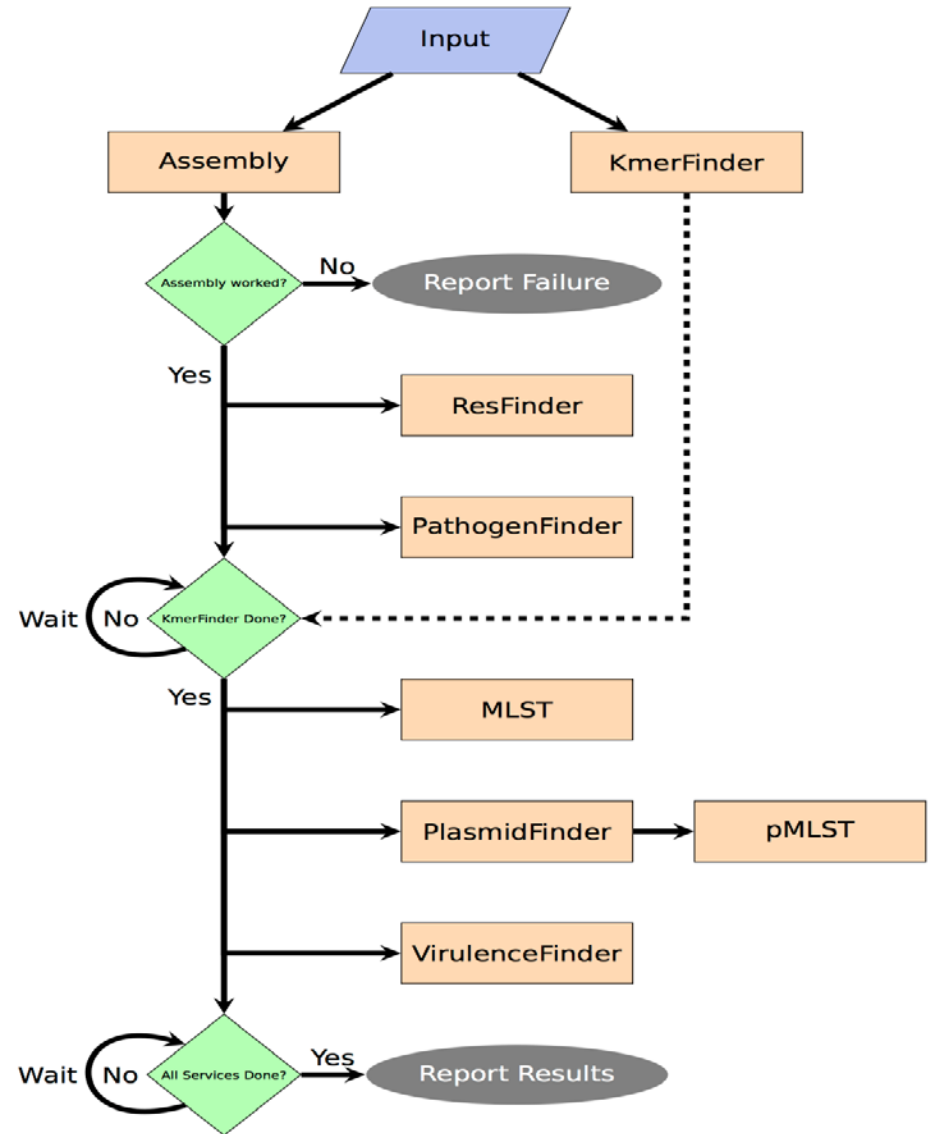 Input
Assembly
KmerFinder
Assembly worked?
No
Report Failure
Yes
ResFinder
PathogenFinder
Wait
No
KmerFinder Done?
Yes
MLST
PlasmidFinder
pMLST
VirulenceFinder
Wait
No
All Services Done?
Yes
Report Results